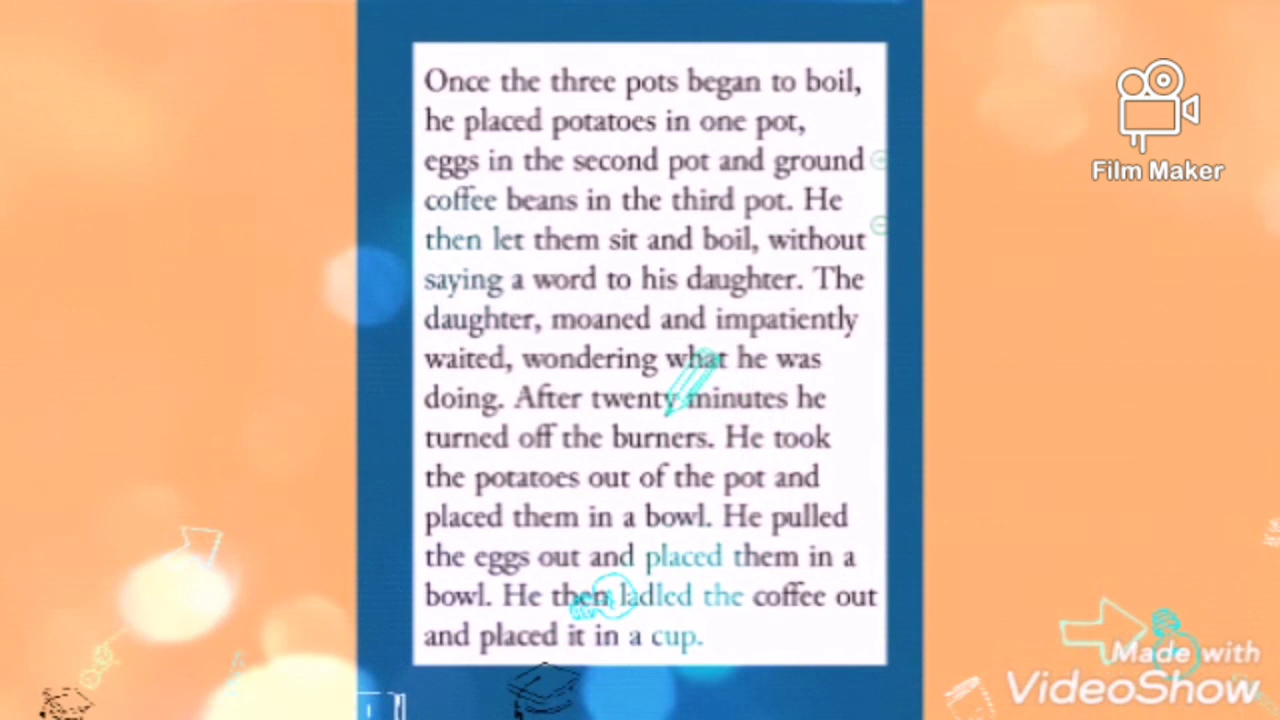 Once the three pots began to boil,
he placed potatoes in one pot,
eggs in the second pot and ground
coffee beans in the third pot. He
then let them sit and boil, without
saying a word to his daughter. The
daughter, moaned and impatiently
waited, wondering what he was
doing. After twenty minutes he
turned off the burners. He took
the potatoes out of the pot and
placed them in a bowl. He pulled
the eggs out and placed them in a
bowl. He then ladled the coffee out
and placed it in a cup.
Film Maker
Made with
VideoShow